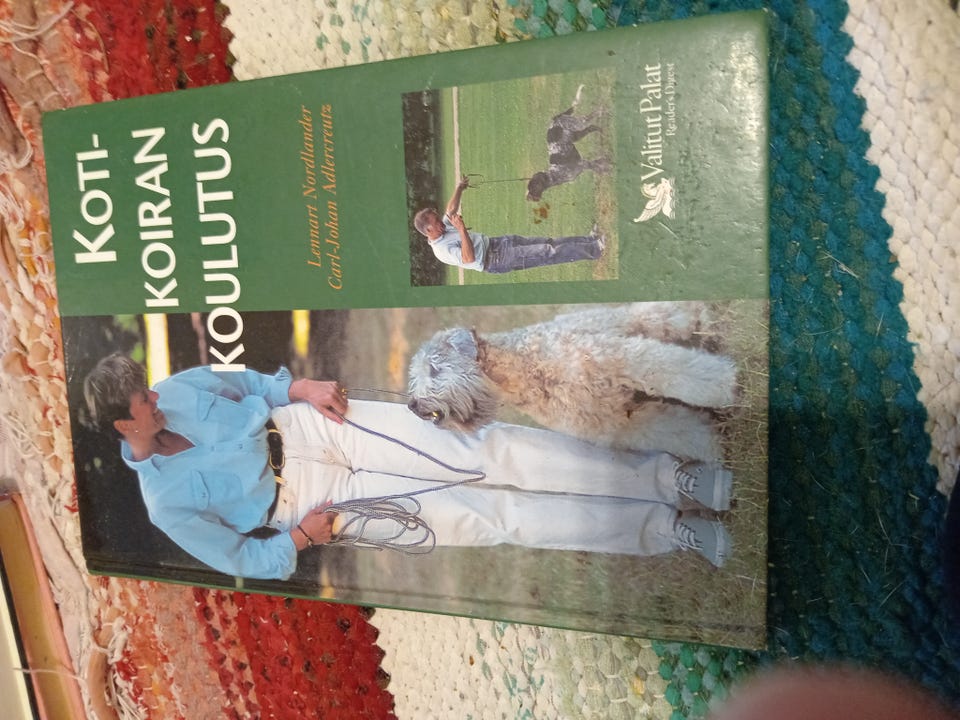 KOTI-
KOIRAN
KOULUTUS
Lennart Nordlander
Carl-Johan Adlercreutz
Valitut Palat
Reader's Digest